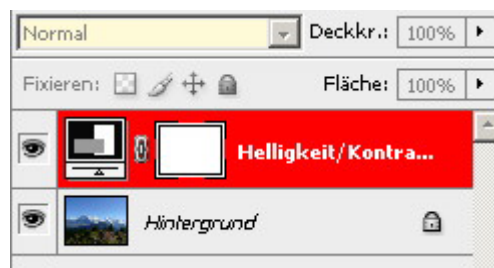 Normal Deckkr.: 100%
Fixieren: Fläche: 100%
Helligkeit/Kontra...
Hintergrund